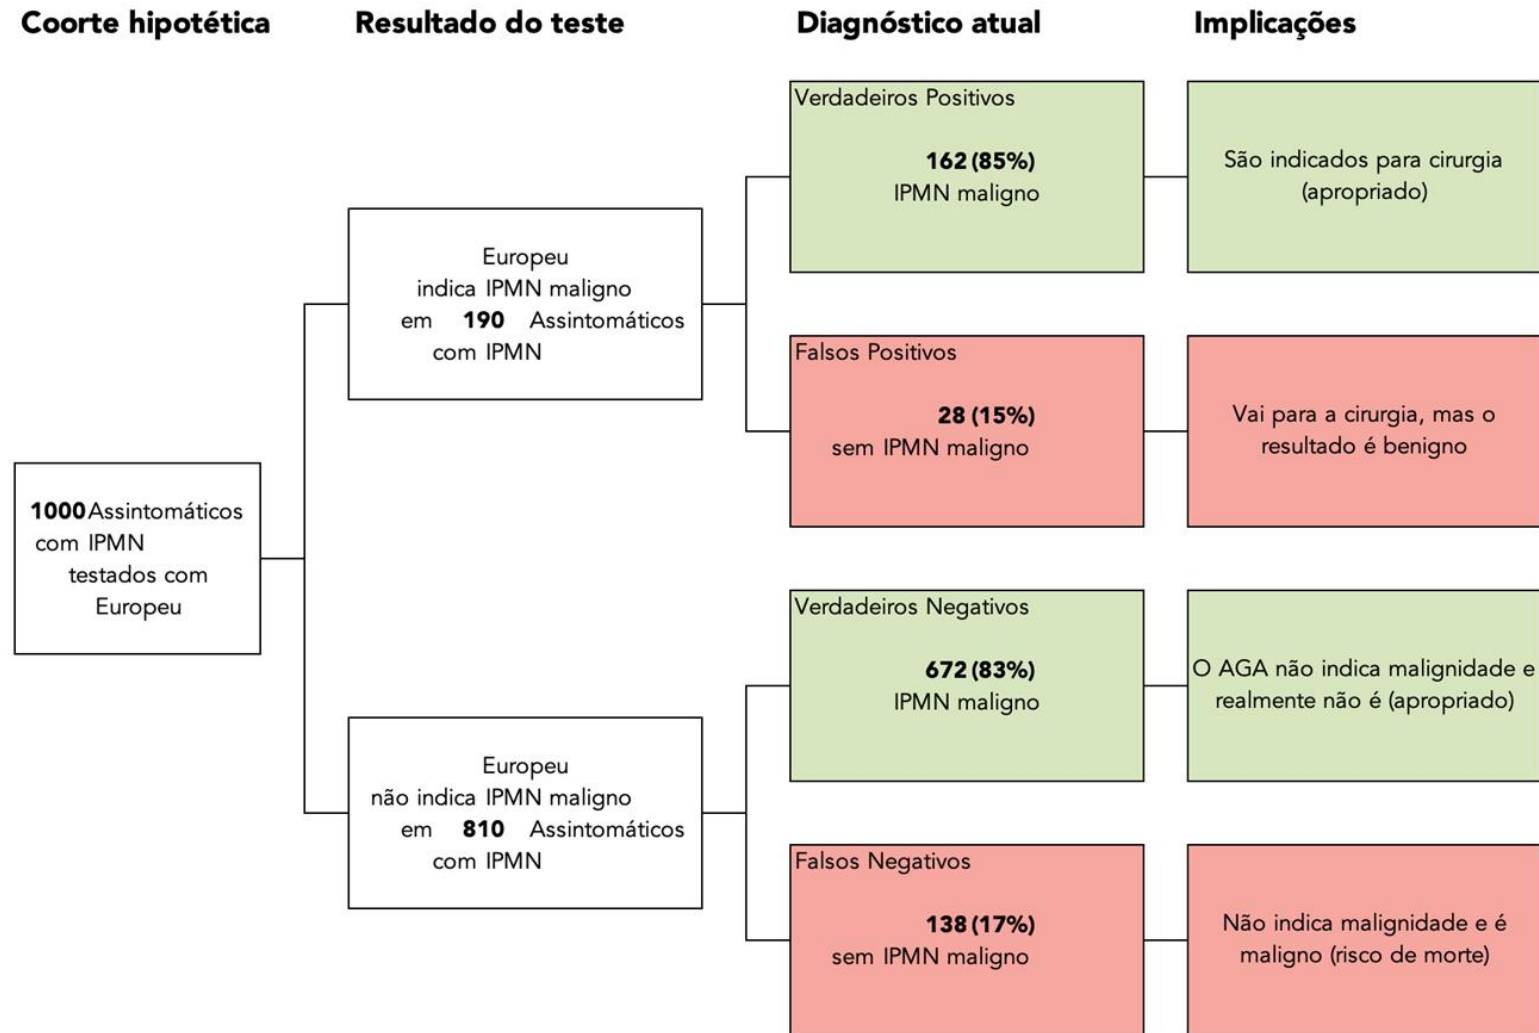 Coorte hipotética
Resultado do teste
Diagnóstico atual
Implicações
1000 Assintomáticos
com IPMN
testados com
Europeu
Europeu
indica IPMN maligno
em 190 Assintomáticos
com IPMN
Verdadeiros Positivos
162 (85%)
IPMN maligno
São indicados para cirurgia
(apropriado)
Falsos Positivos
28 (15%)
sem IPMN maligno
Vai para a cirurgia, mas o
resultado é benigno
Europeu
não indica IPMN maligno
em 810 Assintomáticos
com IPMN
Verdadeiros Negativos
672 (83%)
IPMN maligno
O AGA não indica malignidade e
realmente não é (apropriado)
Falsos Negativos
138 (17%)
sem IPMN maligno
Não indica malignidade e é
maligno (risco de morte)